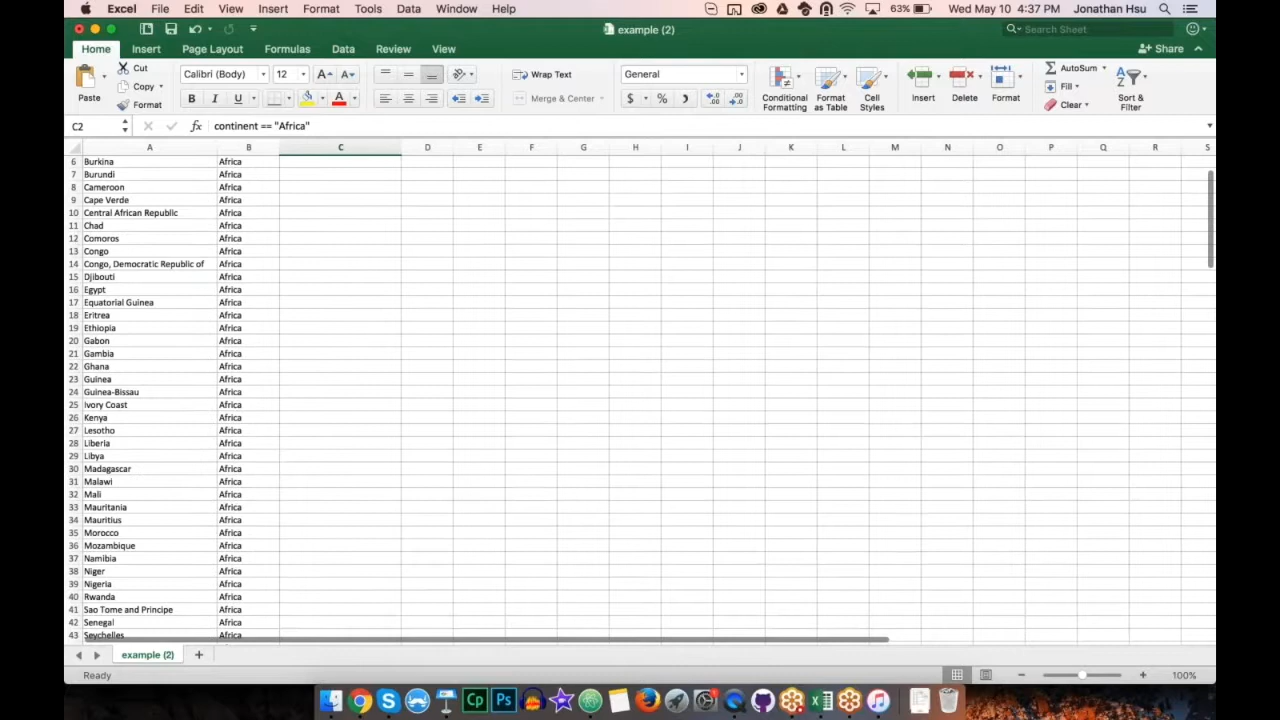 Excel File Edit View Insert Format Tools Data Window Help 63% Wed May 10 4:37 PM Jonathan Hsu
example (2) Search Sheet
Home Insert Page Layout Formulas Data Review View Share
Cut Calibri (Body) 12 A A Wrap Text General AutoSum
Copy Fill
Paste Format B I U A Merge & Center $ % Conditional Formatting Format as Table Cell Styles Insert Delete Format Clear Sort & Filter
C2 fx continent == "Africa"
A B C D E F G H I J K L M N O P Q R S
6 Burkina Africa
7 Burundi Africa
8 Cameroon Africa
9 Cape Verde Africa
10 Central African Republic Africa
11 Chad Africa
12 Comoros Africa
13 Congo Africa
14 Congo, Democratic Republic of Africa
15 Djibouti Africa
16 Egypt Africa
17 Equatorial Guinea Africa
18 Eritrea Africa
19 Ethiopia Africa
20 Gabon Africa
21 Gambia Africa
22 Ghana Africa
23 Guinea Africa
24 Guinea-Bissau Africa
25 Ivory Coast Africa
26 Kenya Africa
27 Lesotho Africa
28 Liberia Africa
29 Libya Africa
30 Madagascar Africa
31 Malawi Africa
32 Mali Africa
33 Mauritania Africa
34 Mauritius Africa
35 Morocco Africa
36 Mozambique Africa
37 Namibia Africa
38 Niger Africa
39 Nigeria Africa
40 Rwanda Africa
41 Sao Tome and Principe Africa
42 Senegal Africa
43 Seychelles Africa
example (2) +
Ready 100%
Cp Ps